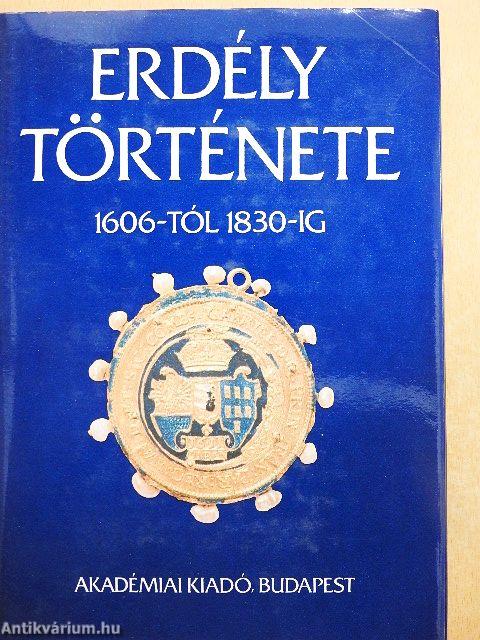 ERDÉLY
TÖRTÉNETE
1606-TÓL 1830-IG
AKADÉMIAI KIADÓ, BUDAPEST
Antikvárium.hu